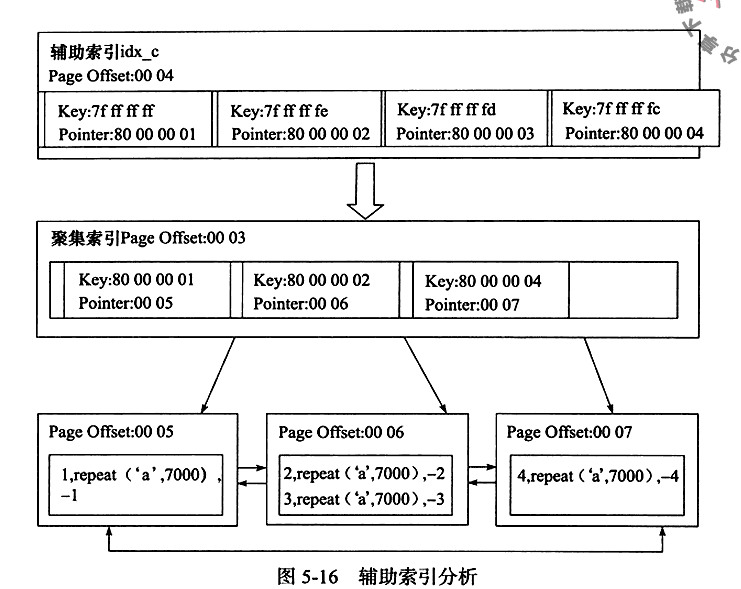 分享不
辅助索引idx_c
Page Offset:00 04
Key:7f ff ff ff
Pointer:80 00 00 01
Key:7f ff ff fe
Pointer:80 00 00 02
Key:7f ff ff fd
Pointer:80 00 00 03
Key:7f ff ff fc
Pointer:80 00 00 04
聚集索引Page Offset:00 03
Key:80 00 00 01
Pointer:00 05
Key:80 00 00 02
Pointer:00 06
Key:80 00 00 04
Pointer:00 07
Page Offset:00 05
1,repeat（‘a’,7000）,
-1
Page Offset:00 06
2,repeat（‘a’,7000）,-2
3,repeat（‘a’,7000）,-3
Page Offset:00 07
4,repeat（‘a’,7000）,-4
图 5-16 辅助索引分析